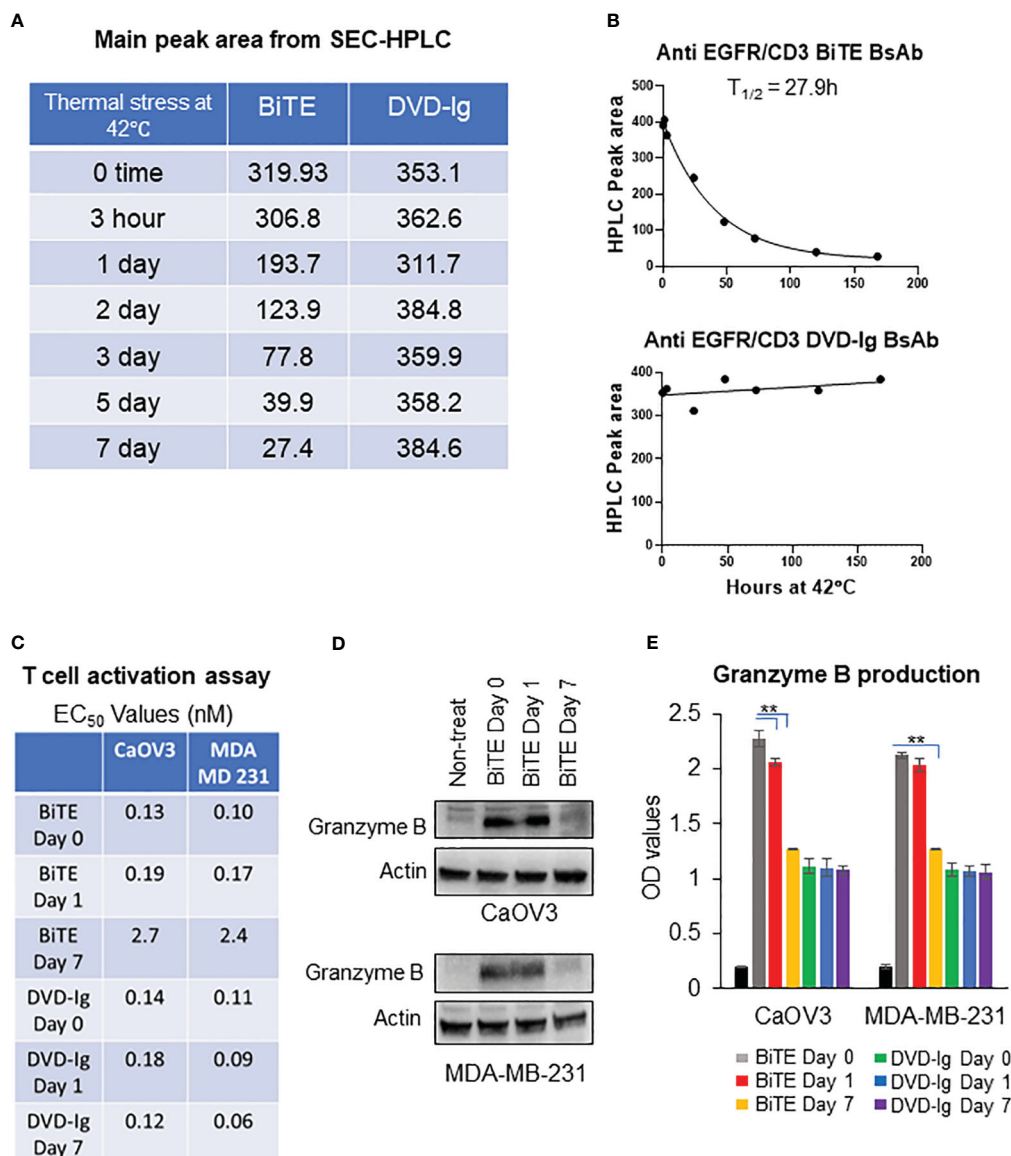 A
Main peak area from SEC-HPLC
Thermal stress at 42°C BiTE DVD-Ig
0 time 319.93 353.1
3 hour 306.8 362.6
1 day 193.7 311.7
2 day 123.9 384.8
3 day 77.8 359.9
5 day 39.9 358.2
7 day 27.4 384.6
B
Anti EGFR/CD3 BiTE BsAb
T1/2 = 27.9h
HPLC Peak area
500
400
300
200
100
0
0 50 100 150 200
Anti EGFR/CD3 DVD-Ig BsAb
HPLC Peak area
400
300
200
100
0
0 50 100 150 200
Hours at 42°C
C
T cell activation assay
EC50 Values (nM)
CaOV3 MDA MD 231
BiTE Day 0 0.13 0.10
BiTE Day 1 0.19 0.17
BiTE Day 7 2.7 2.4
DVD-Ig Day 0 0.14 0.11
DVD-Ig Day 1 0.18 0.09
DVD-Ig Day 7 0.12 0.06
D
Non-treat
BiTE Day 0
BiTE Day 1
BiTE Day 7
Granzyme B
Actin
CaOV3
Granzyme B
Actin
MDA-MB-231
E
Granzyme B production
OD values
2.5
2
1.5
1
0.5
0
**
**
CaOV3 MDA-MB-231
BiTE Day 0 DVD-Ig Day 0
BiTE Day 1 DVD-Ig Day 1
BiTE Day 7 DVD-Ig Day 7